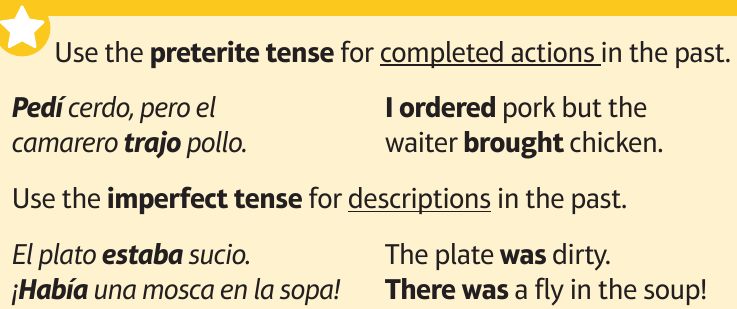 Use the preterite tense for completed actions in the past.
Pedí cerdo, pero el
camarero trajo pollo.
I ordered pork but the
waiter brought chicken.
Use the imperfect tense for descriptions in the past.
El plato estaba sucio.
¡Había una mosca en la sopa!
The plate was dirty.
There was a fly in the soup!